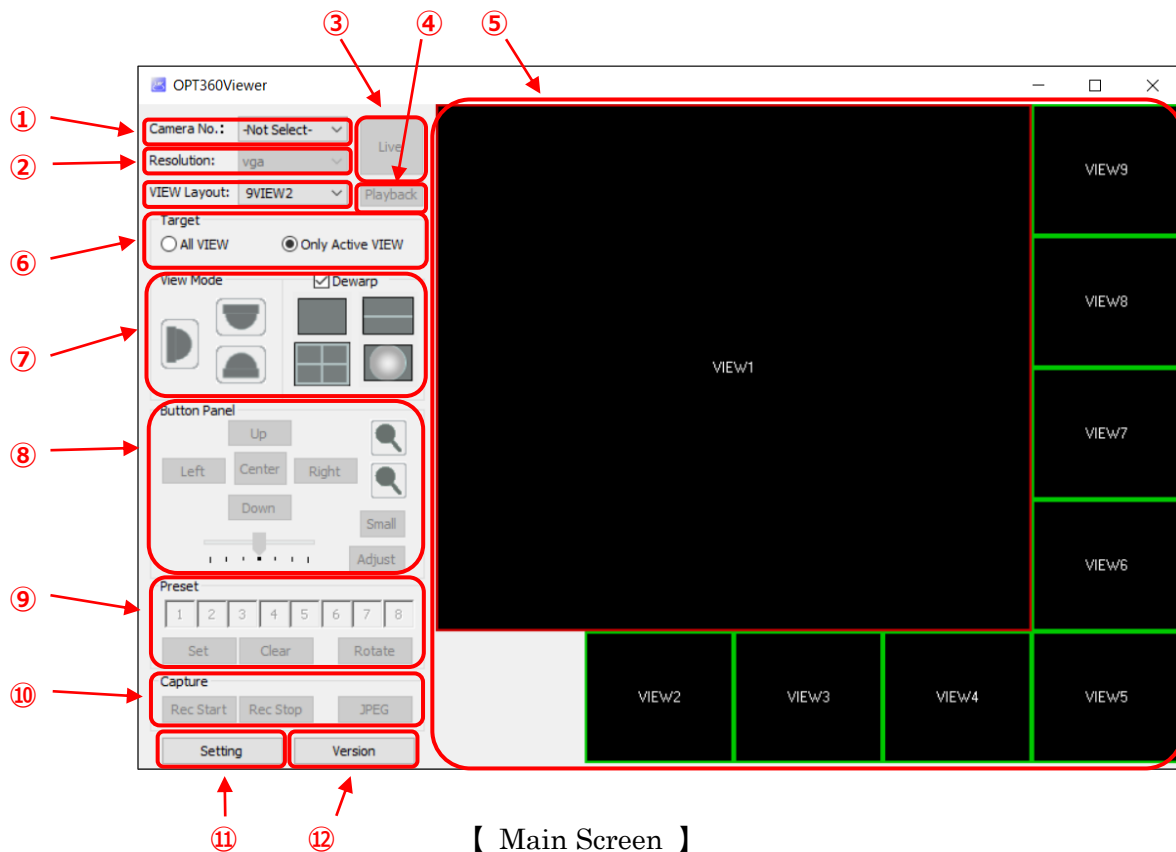 ③ ④ ⑤
OPT360Viewer
① Camera No.: -Not Select- Live
② Resolution: vga
VIEW Layout: 9VIEW2 Playback
Target
⑥ All VIEW Only Active VIEW
View Mode Dewarp
⑦
Button Panel
Up
⑧ Left Center Right
Down
Small
Adjust
Preset
⑨ 1 2 3 4 5 6 7 8
Set Clear Rotate
⑩ Capture
Rec Start Rec Stop JPEG
Setting Version
⑪ ⑫
VIEW1
VIEW9
VIEW8
VIEW7
VIEW6
VIEW2 VIEW3 VIEW4 VIEW5
【 Main Screen 】